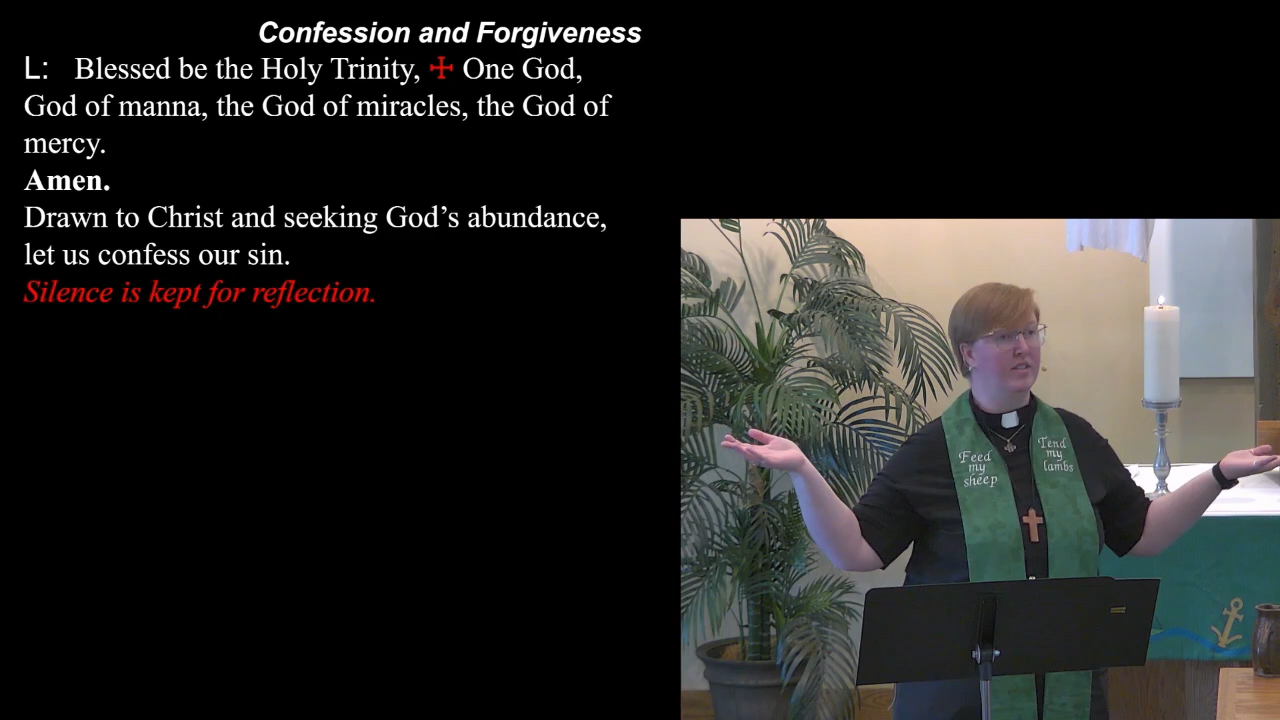 Confession and Forgiveness
L: Blessed be the Holy Trinity, ☩ One God,
God of manna, the God of miracles, the God of
mercy.
Amen.
Drawn to Christ and seeking God’s abundance,
let us confess our sin.
Silence is kept for reflection.
Feed
my
sheep
Tend
my
lambs